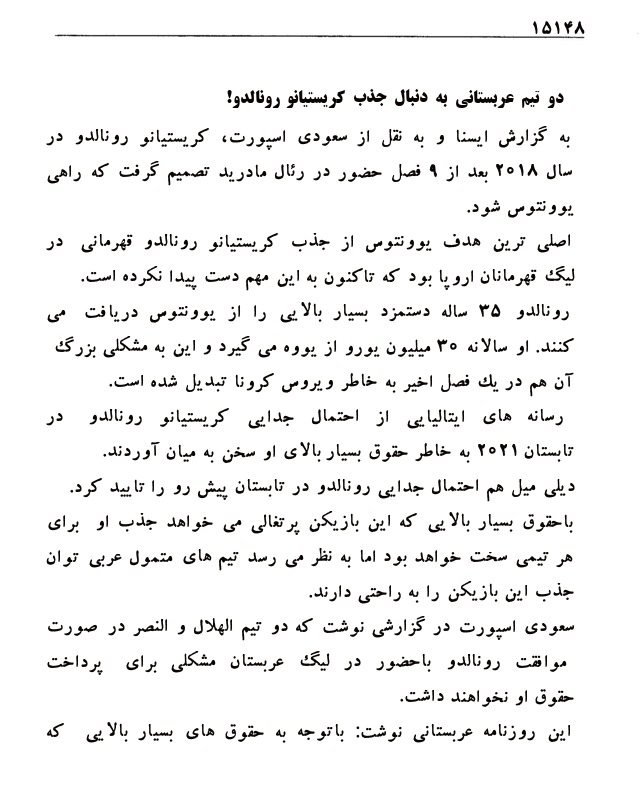 ۱۵۱۴۸
دو تیم عربستانی به دنبال جذب کریستیانو رونالدو!
به گزارش ایسنا و به نقل از سعودی اسپورت، کریستیانو رونالدو در
سال ۲۰۱۸ بعد از ۹ فصل حضور در رئال مادرید تصمیم گرفت که راهی
یوونتوس شود.
اصلی ترین هدف یوونتوس از جذب کریستیانو رونالدو قهرمانی در
لیگ قهرمانان اروپا بود که تاکنون به این مهم دست پیدا نکرده است.
رونالدو ۳۵ ساله دستمزد بسیار بالایی را از یوونتوس دریافت می
کنند. او سالانه ۳۰ میلیون یورو از یووه می گیرد و این به مشکلی بزرگ
آن هم در یک فصل اخیر به خاطر ویروس کرونا تبدیل شده است.
رسانه های ایتالیایی از احتمال جدایی کریستیانو رونالدو در
تابستان ۲۰۲۱ به خاطر حقوق بسیار بالای او سخن به میان آوردند.
دیلی میل هم احتمال جدایی رونالدو در تابستان پیش رو را تایید کرد.
باحقوق بسیار بالایی که این بازیکن پرتغالی می خواهد جذب او برای
هر تیمی سخت خواهد بود اما به نظر می رسد تیم های متمول عربی توان
جذب این بازیکن را به راحتی دارند.
سعودی اسپورت در گزارشی نوشت که دو تیم الهلال و النصر در صورت
موافقت رونالدو باحضور در لیگ عربستان مشکلی برای پرداخت
حقوق او نخواهند داشت.
این روزنامه عربستانی نوشت: باتوجه به حقوق های بسیار بالایی که